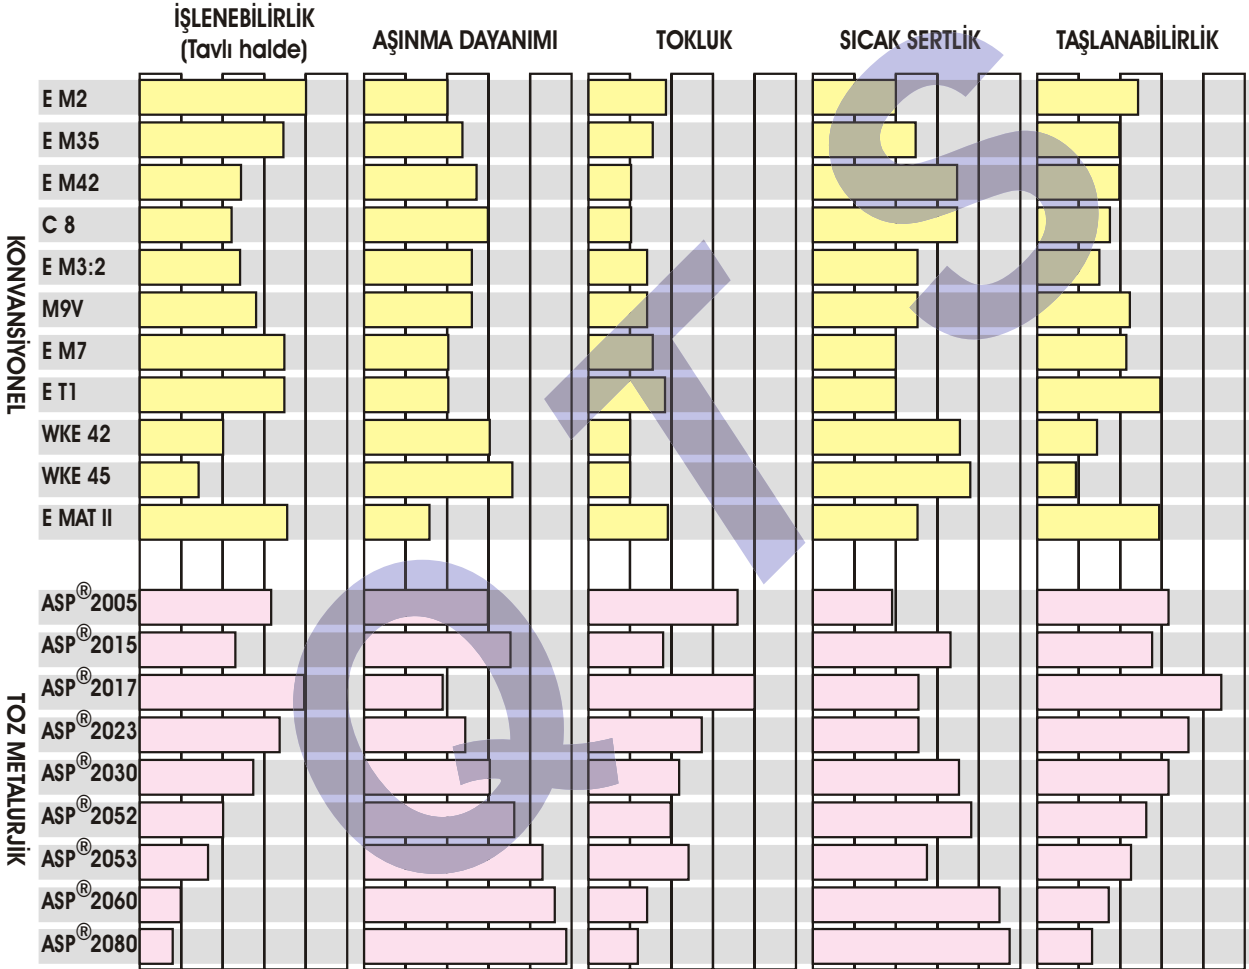 İŞLENEBİLİRLİK
(Tavlı halde)
AŞINMA DAYANIMI
TOKLUK
SICAK SERTLİK
TAŞLANABİLİRLİK
KONVANSİYONEL
E M2
E M35
E M42
C 8
E M3:2
M9V
E M7
E T1
WKE 42
WKE 45
E MAT II
TOZ METALURJİK
ASP®2005
ASP®2015
ASP®2017
ASP®2023
ASP®2030
ASP®2052
ASP®2053
ASP®2060
ASP®2080
QTS